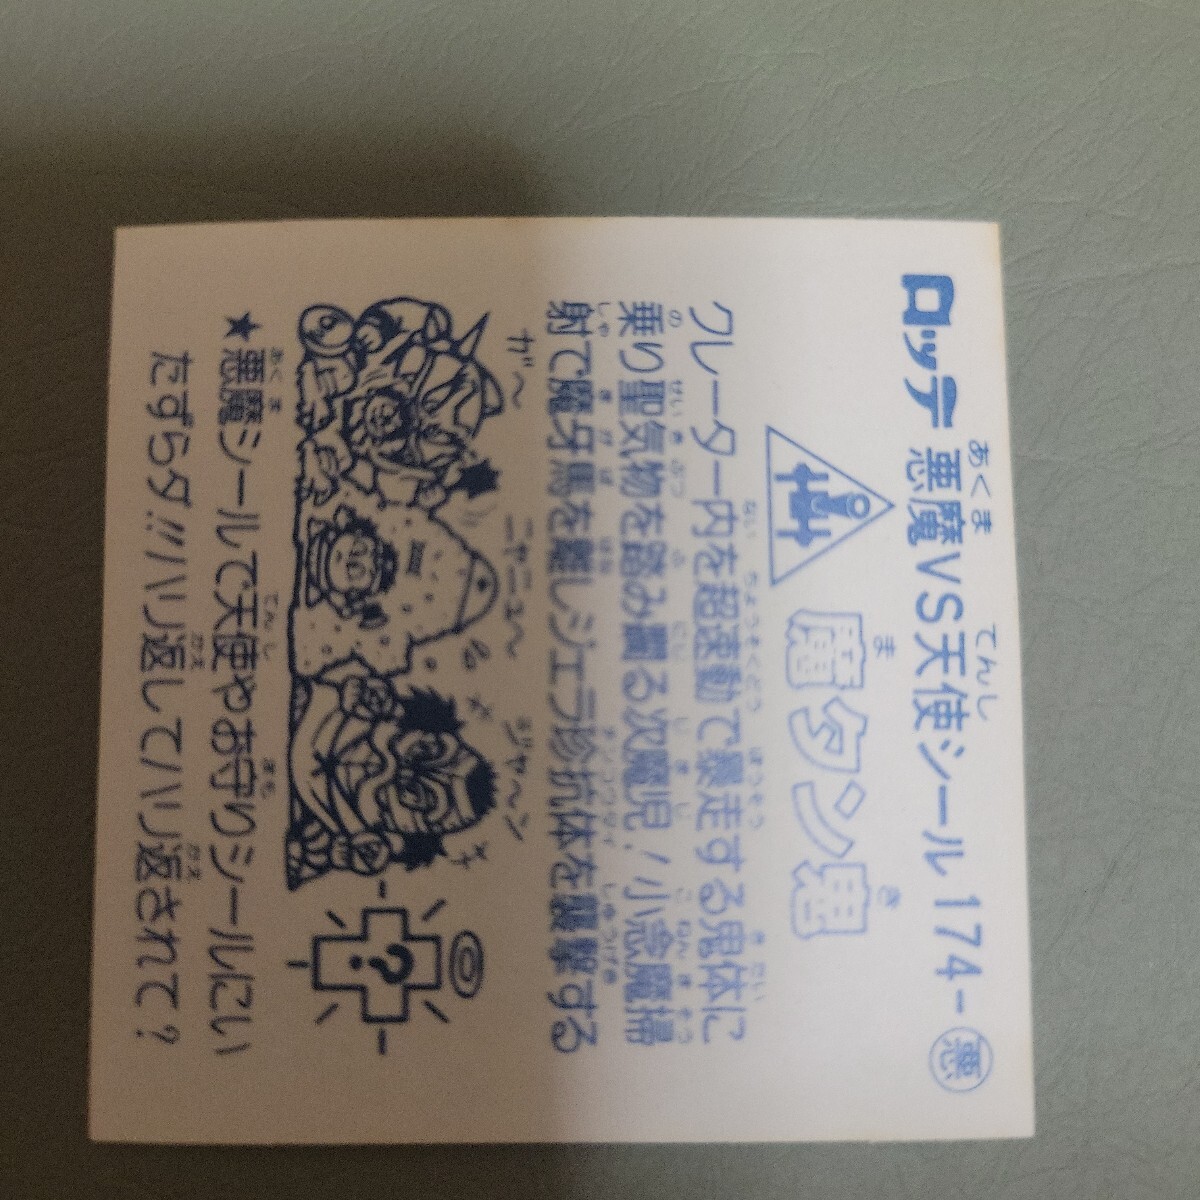 ロッテ 悪魔VS天使シール 174-悪
魔タン鬼
クレーター内を超速動で暴走する鬼体に
乗り聖気物を踏み躙る次魔児!小念魔掃
射で魔牙馬を離しジェラ珍抗体を襲撃する
ガ〜
ニャニュ〜
ジャ〜ン
?
★悪魔シールで天使やお守りシールにい
たずらダ!!ハリ返してハリ返されて?